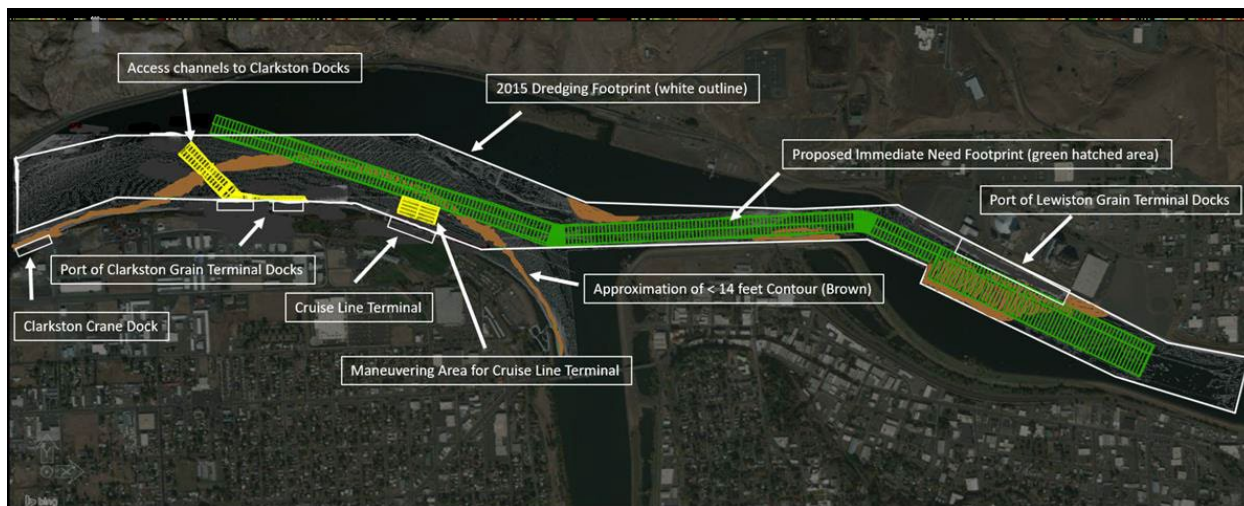 Access channels to Clarkston Docks
2015 Dredging Footprint (white outline)
Proposed Immediate Need Footprint (green hatched area)
Port of Lewiston Grain Terminal Docks
Port of Clarkston Grain Terminal Docks
Approximation of < 14 feet Contour (Brown)
Cruise Line Terminal
Clarkston Crane Dock
Maneuvering Area for Cruise Line Terminal
bing